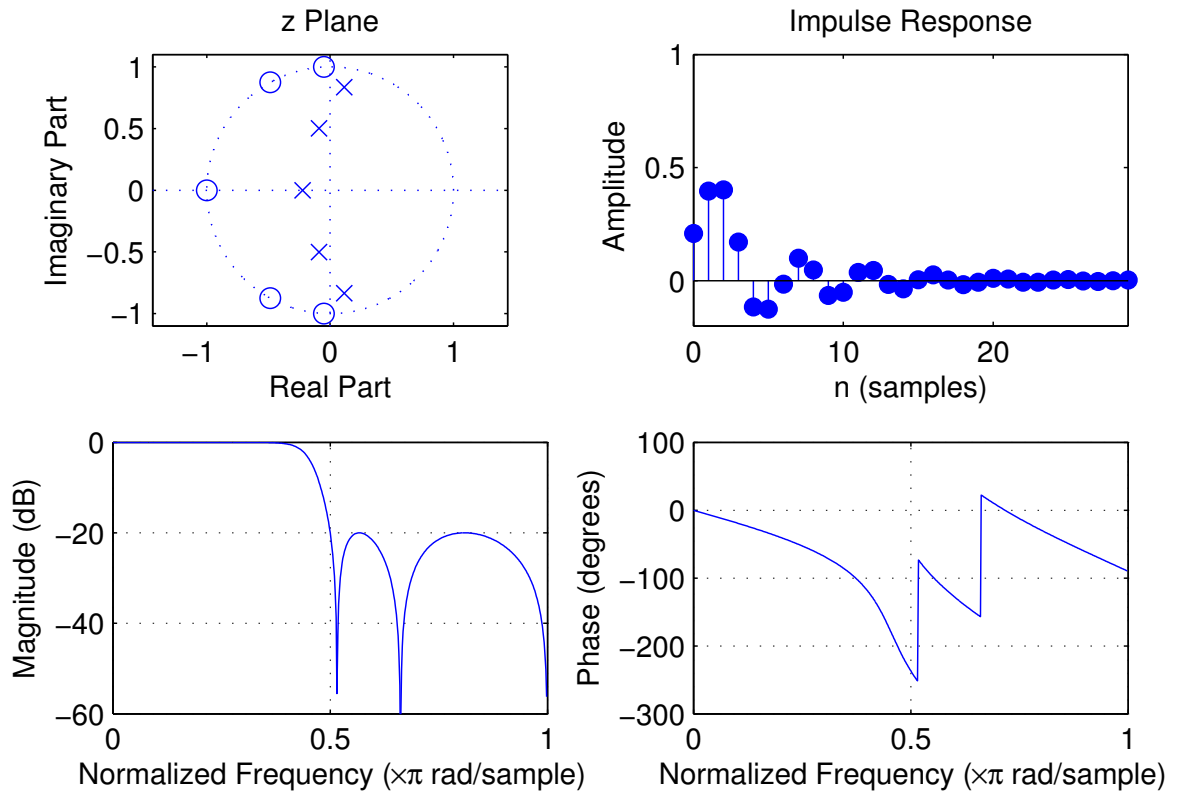 z Plane
Imaginary Part
1
0.5
0
−0.5
−1
−1 0 1
Real Part
Impulse Response
Amplitude
1
0.5
0
0 10 20
n (samples)
Magnitude (dB)
0
−20
−40
−60
0 0.5 1
Normalized Frequency (×π rad/sample)
Phase (degrees)
100
0
−100
−200
−300
0 0.5 1
Normalized Frequency (×π rad/sample)